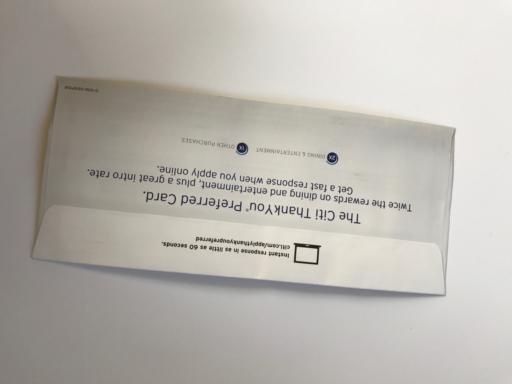 Instant response in as little as 60 seconds.
citi.com/applythankyoupreferred
The Citi ThankYou® Preferred Card.
Twice the rewards on dining and entertainment, plus a great intro rate.
Get a fast response when you apply online.
2X DINING & ENTERTAINMENT 1X OTHER PURCHASES